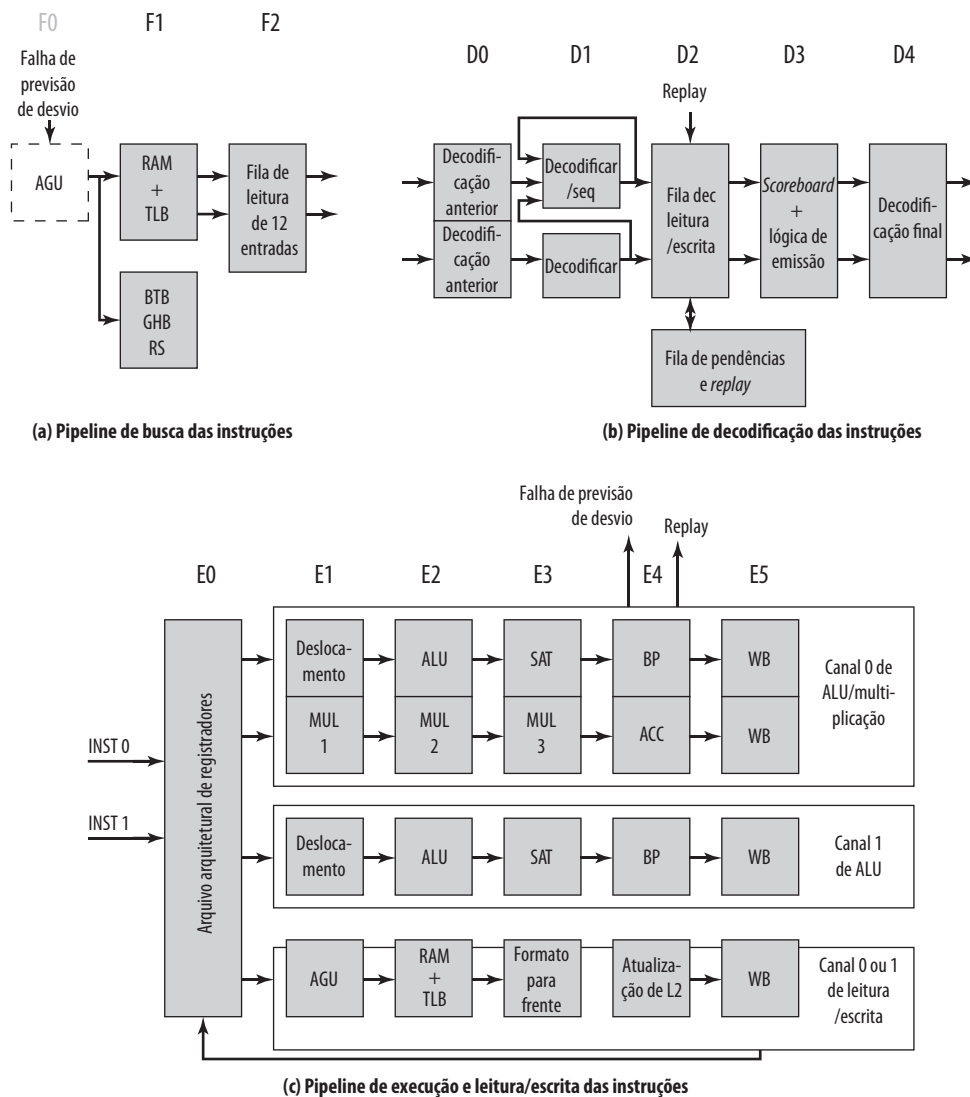 F0
F1
F2
Falha de
previsão
de desvio
AGU
RAM
+
TLB
Fila de
leitura
de 12
entradas
BTB
GHB
RS
(a) Pipeline de busca das instruções
D0
D1
D2
D3
D4
Replay
Decodifi-
cação
anterior
Decodifi-
cação
anterior
Decodificar
/seq
Decodificar
Fila dec
leitura
/escrita
Scoreboard
+
lógica de
emissão
Decodifi-
cação final
Fila de pendências
e replay
(b) Pipeline de decodificação das instruções
Falha de previsão
de desvio
Replay
E0
E1
E2
E3
E4
E5
INST 0
INST 1
Arquivo arquitetural de registradores
Desloca-
mento
ALU
SAT
BP
WB
MUL
1
MUL
2
MUL
3
ACC
WB
Canal 0 de
ALU/multi-
plicação
Desloca-
mento
ALU
SAT
BP
WB
Canal 1
de ALU
AGU
RAM
+
TLB
Formato
para
frente
Atualiza-
ção de L2
WB
Canal 0 ou 1
de leitura
/escrita
(c) Pipeline de execução e leitura/escrita das instruções